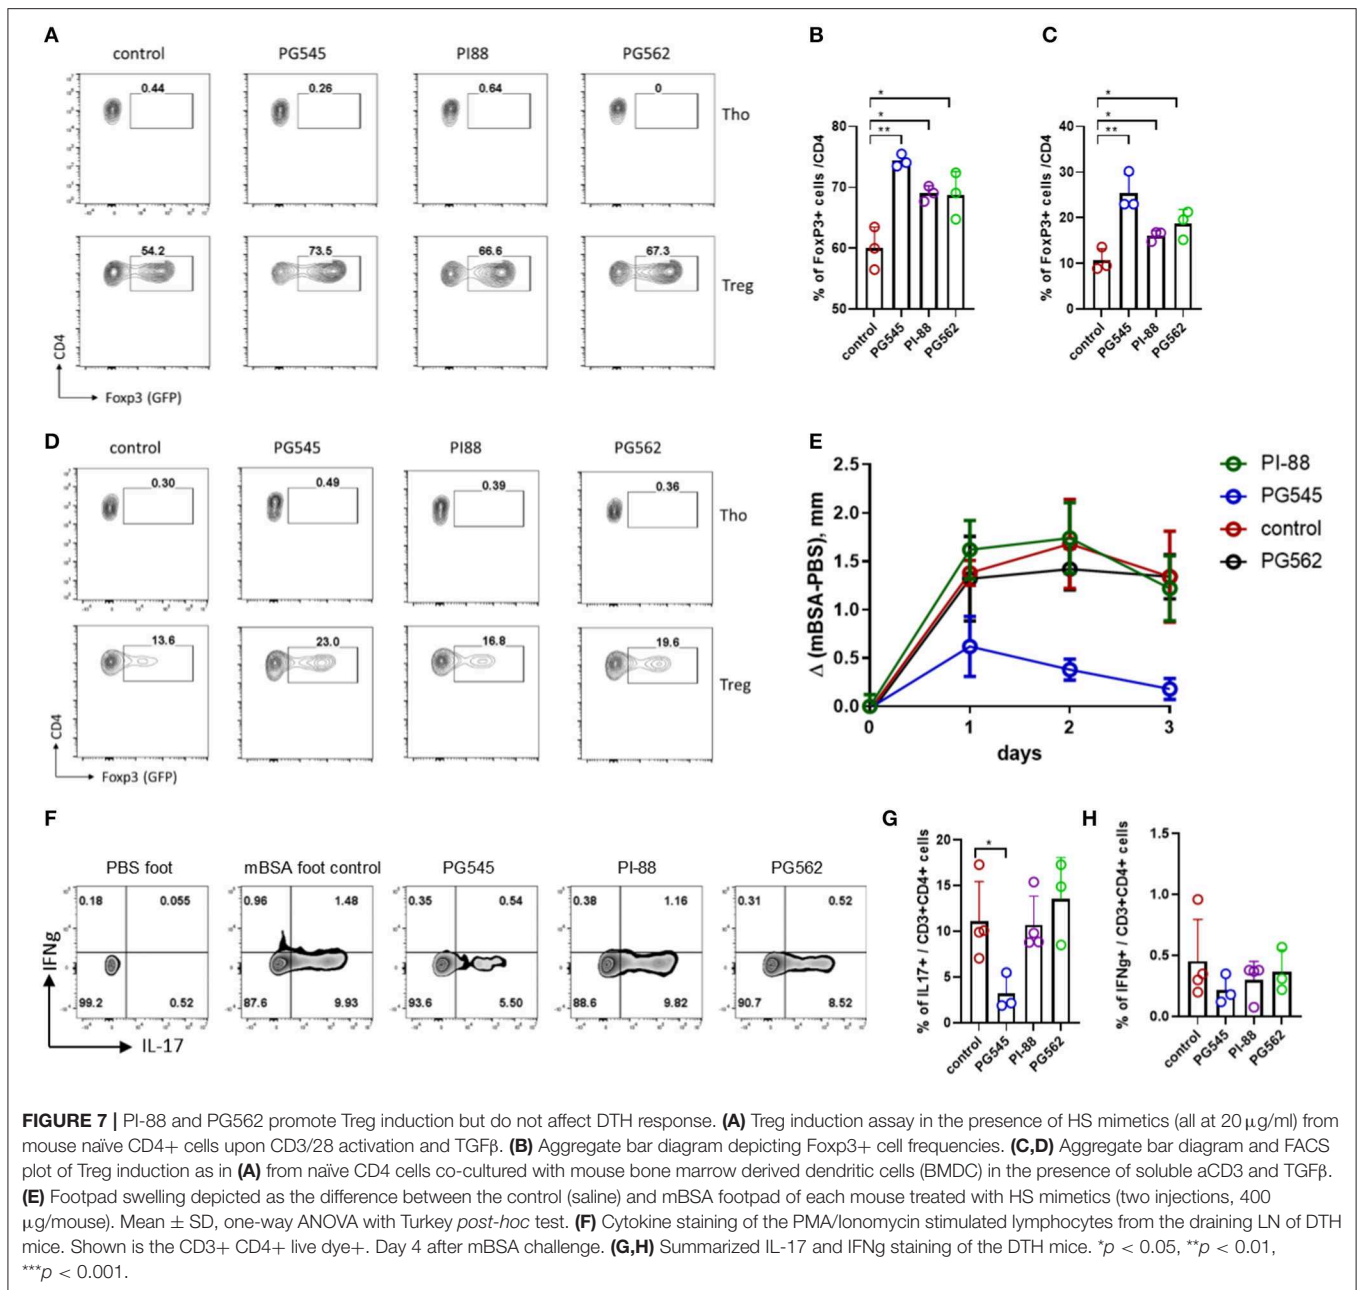 A
control PG545 PI88 PG562
0.44 0.26 0.64 0
Tho
54.2 73.5 66.6 67.3
Treg
CD4
Foxp3 (GFP)
B
*
*
**
80
70
60
50
% of FoxP3+ cells /CD4
control PG545 PI-88 PG562
C
*
*
**
40
30
20
10
0
% of FoxP3+ cells /CD4
control PG545 PI-88 PG562
D
control PG545 PI88 PG562
0.30 0.49 0.39 0.36
Tho
13.6 23.0 16.8 19.6
Treg
CD4
Foxp3 (GFP)
E
2.5
2.0
1.5
1.0
0.5
0.0
Δ (mBSA-PBS), mm
0 1 2 3
days
PI-88
PG545
control
PG562
F
PBS foot mBSA foot control PG545 PI-88 PG562
0.18 0.055 0.96 1.48 0.35 0.54 0.38 1.16 0.31 0.52
99.2 0.52 87.6 9.93 93.6 5.50 88.6 9.82 90.7 8.52
IFNg
IL-17
G
*
20
15
10
5
0
% of IL17+ / CD3+CD4+ cells
control PG545 PI-88 PG562
H
1.5
1.0
0.5
0.0
% of IFNg+ / CD3+CD4+ cells
control PG545 PI-88 PG562
FIGURE 7 | PI-88 and PG562 promote Treg induction but do not affect DTH response. (A) Treg induction assay in the presence of HS mimetics (all at 20 μg/ml) from
mouse naïve CD4+ cells upon CD3/28 activation and TGFβ. (B) Aggregate bar diagram depicting Foxp3+ cell frequencies. (C,D) Aggregate bar diagram and FACS
plot of Treg induction as in (A) from naïve CD4 cells co-cultured with mouse bone marrow derived dendritic cells (BMDC) in the presence of soluble aCD3 and TGFβ.
(E) Footpad swelling depicted as the difference between the control (saline) and mBSA footpad of each mouse treated with HS mimetics (two injections, 400
μg/mouse). Mean ± SD, one-way ANOVA with Turkey post-hoc test. (F) Cytokine staining of the PMA/Ionomycin stimulated lymphocytes from the draining LN of DTH
mice. Shown is the CD3+ CD4+ live dye+. Day 4 after mBSA challenge. (G,H) Summarized IL-17 and IFNg staining of the DTH mice. *p < 0.05, **p < 0.01,
***p < 0.001.